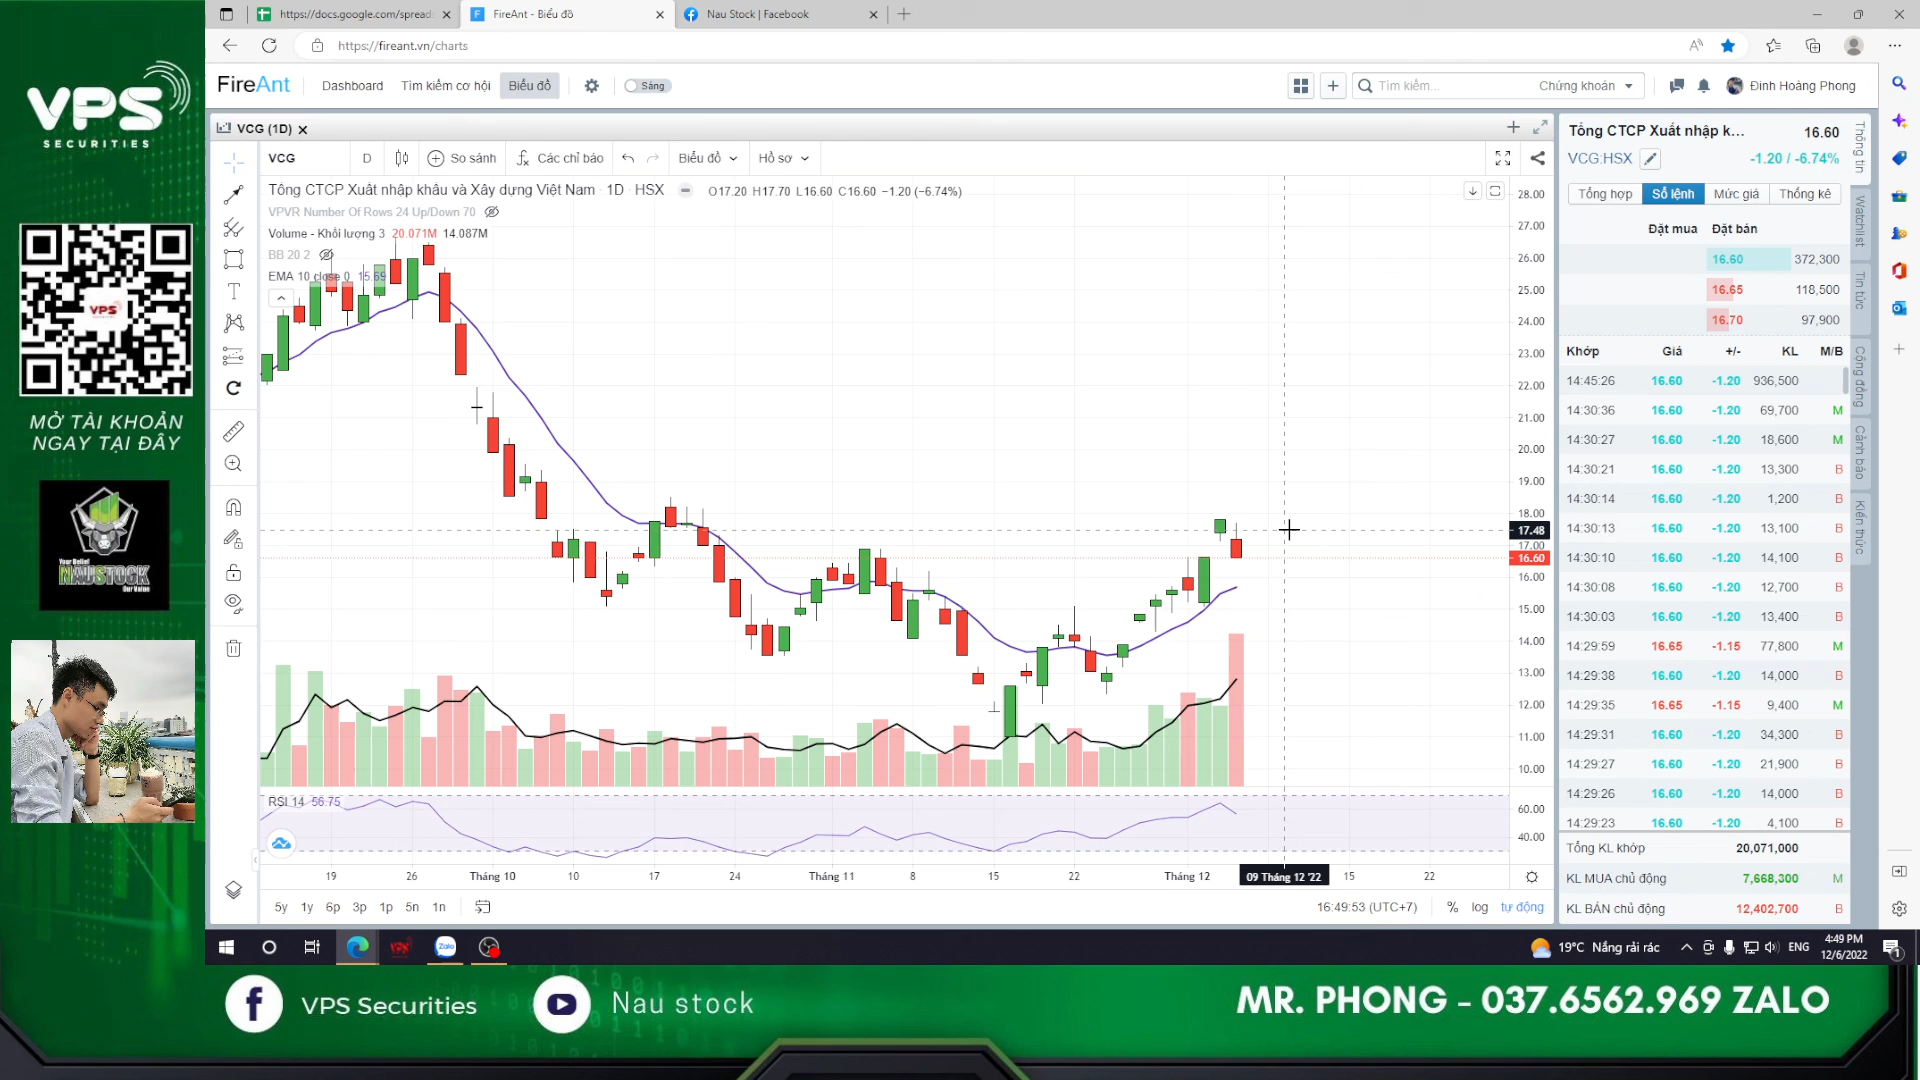 VPS
SECURITIES
VPS
MỞ TÀI KHOẢN
NGAY TẠI ĐÂY
Your Belief
NAUSTOCK
Our Value
https://docs.google.com/spreads
FireAnt - Biểu đồ
Nau Stock | Facebook
https://fireant.vn/charts
FireAnt
Dashboard
Tìm kiếm cơ hội
Biểu đồ
Sáng
Tìm kiếm...
Chứng khoán
Đinh Hoàng Phong
VCG (1D)
VCG
D
So sánh
Các chỉ báo
Biểu đồ
Hồ sơ
Tổng CTCP Xuất nhập khẩu và Xây dựng Việt Nam 1D HSX
O17.20 H17.70 L16.60 C16.60 −1.20 (−6.74%)
VPVR Number Of Rows 24 Up/Down 70
Volume - Khối lượng 3 20.071M 14.087M
BB 20 2
EMA 10 close 0 15.69
28.00
27.00
26.00
25.00
24.00
23.00
22.00
21.00
20.00
19.00
18.00
17.48
17.00
16.60
16.00
15.00
14.00
13.00
12.00
11.00
10.00
RSI 14 56.75
60.00
40.00
19
26
Tháng 10
10
17
24
Tháng 11
8
15
22
Tháng 12
09 Tháng 12 '22
15
22
5y 1y 6p 3p 1p 5n 1n
16:49:53 (UTC+7)
% log tự động
Tổng CTCP Xuất nhập k...
16.60
VCG:HSX
-1.20 / -6.74%
Tổng hợp
Sổ lệnh
Mức giá
Thống kê
Đặt mua Đặt bán
16.60 372,300
16.65 118,500
16.70 97,900
Khớp Giá +/- KL M/B
14:45:26 16.60 -1.20 936,500
14:30:36 16.60 -1.20 69,700 M
14:30:27 16.60 -1.20 18,600 M
14:30:21 16.60 -1.20 13,300 B
14:30:14 16.60 -1.20 1,200 B
14:30:13 16.60 -1.20 13,100 B
14:30:10 16.60 -1.20 14,100 B
14:30:08 16.60 -1.20 12,700 B
14:30:03 16.60 -1.20 13,400 B
14:29:59 16.65 -1.15 77,800 M
14:29:38 16.60 -1.20 14,000 B
14:29:35 16.65 -1.15 9,400 M
14:29:31 16.60 -1.20 34,300 B
14:29:27 16.60 -1.20 21,900 B
14:29:26 16.60 -1.20 14,000 B
14:29:23 16.60 -1.20 4,100 B
Tổng KL khớp 20,071,000
KL MUA chủ động 7,668,300 M
KL BÁN chủ động 12,402,700 B
Thông tin
Watchlist
Tin tức
Cộng đồng
Cảnh báo
Kiến thức
VPS
Zalo
19°C Nắng rải rác
ENG
4:49 PM
12/6/2022
1
VPS Securities
Nau stock
MR. PHONG - 037.6562.969 ZALO